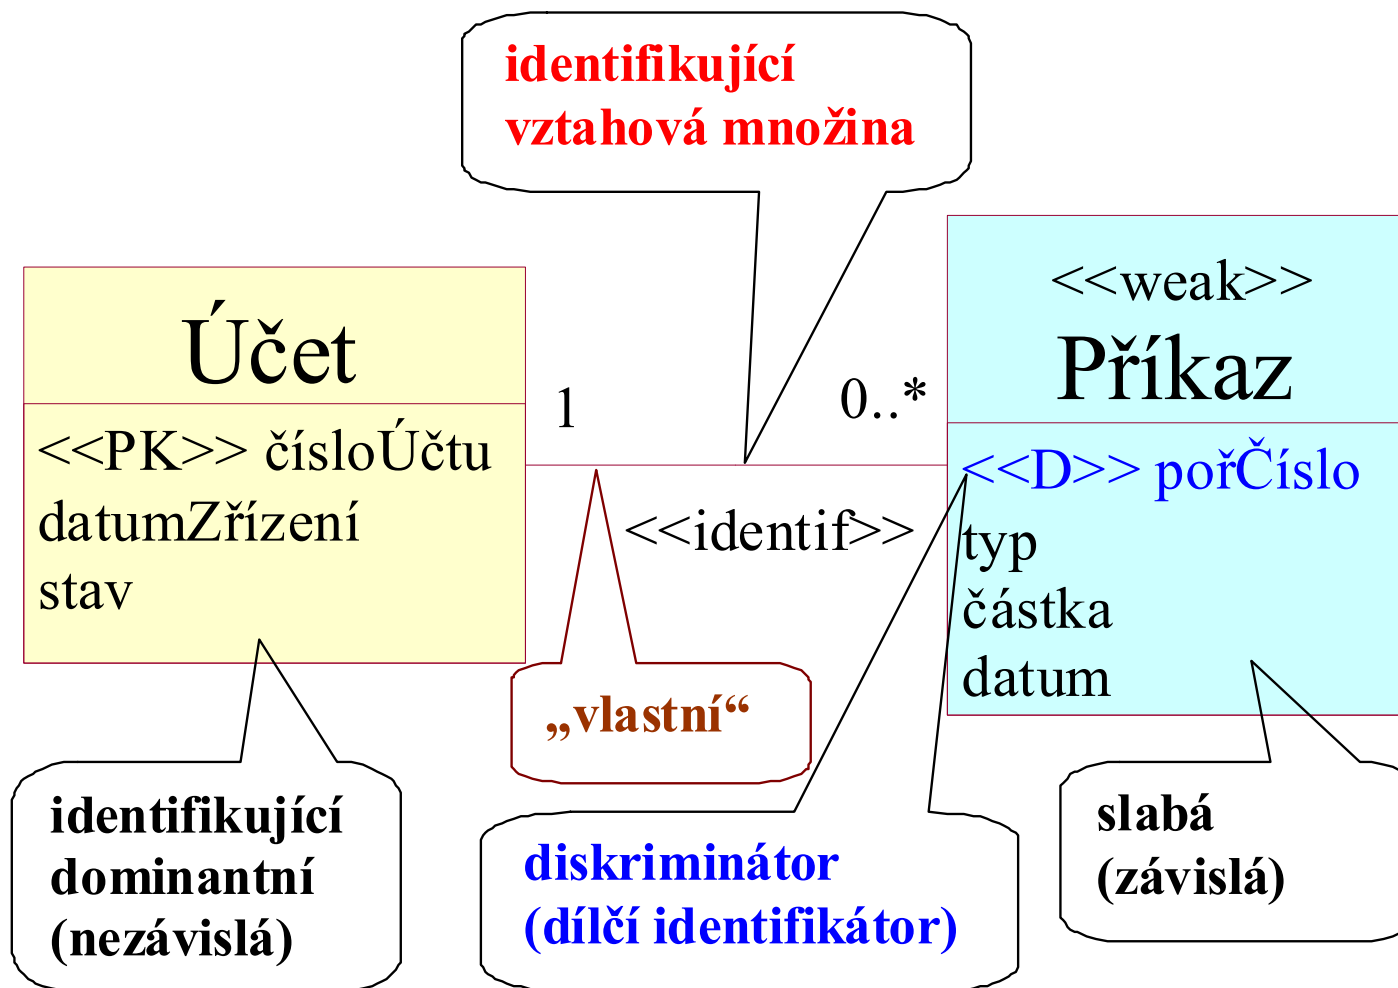 identifikující
vztahová množina
Účet
<<PK>> čísloÚčtu
datumZřízení
stav
1
0..*
<<identif>>
<<weak>>
Příkaz
<<D>> pořČíslo
typ
částka
datum
„vlastní“
identifikující
dominantní
(nezávislá)
diskriminátor
(dílčí identifikátor)
slabá
(závislá)